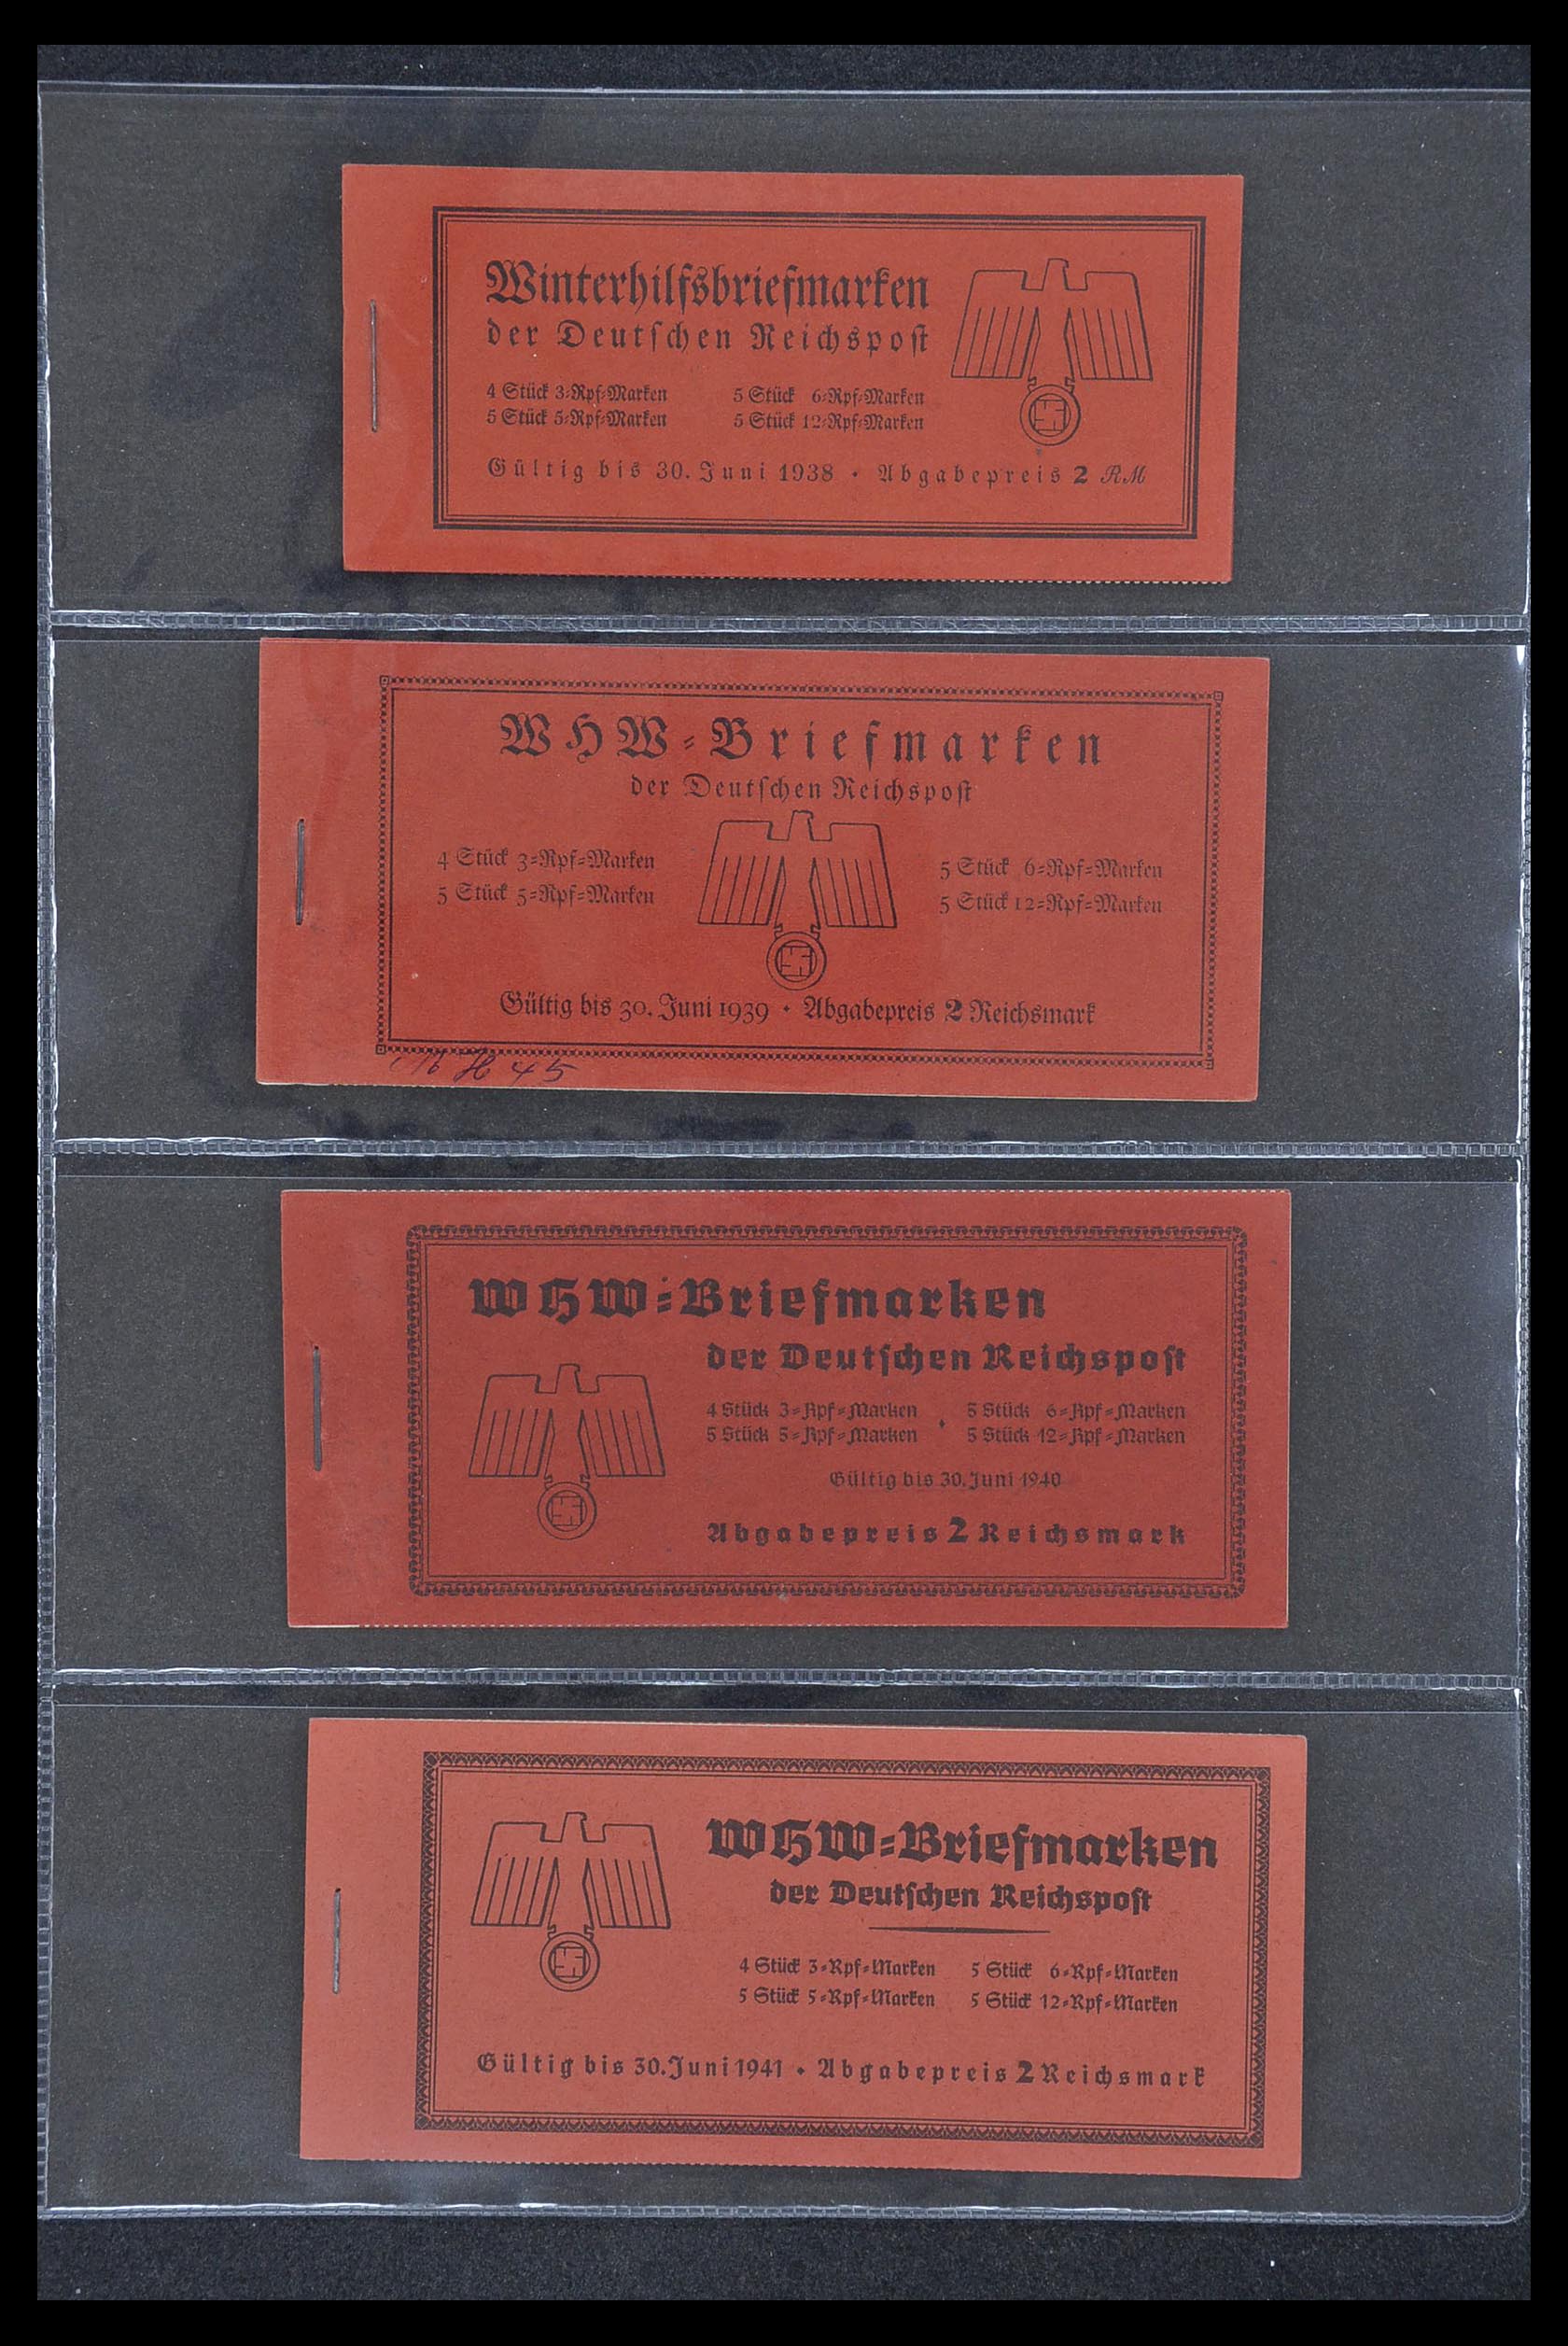 Winterhilfsbriefmarken
der Deutschen Reichspost
4 Stück 3=Rpf=Marken 5 Stück 6=Rpf=Marken
5 Stück 5=Rpf=Marken 5 Stück 12=Rpf=Marken
Gültig bis 30. Juni 1938 • Abgabepreis 2 RM
WHW=Briefmarken
der Deutschen Reichspost
4 Stück 3=Rpf=Marken 5 Stück 6=Rpf=Marken
5 Stück 5=Rpf=Marken 5 Stück 12=Rpf=Marken
Gültig bis 30. Juni 1939 • Abgabepreis 2 Reichsmark
M H 45
WHW=Briefmarken
der Deutschen Reichspost
4 Stück 3=Rpf=Marken • 5 Stück 6=Rpf=Marken
5 Stück 5=Rpf=Marken 5 Stück 12=Rpf=Marken
Gültig bis 30. Juni 1940
Abgabepreis 2 Reichsmark
WHW=Briefmarken
der Deutschen Reichspost
4 Stück 3=Rpf=Marken 5 Stück 6=Rpf=Marken
5 Stück 5=Rpf=Marken 5 Stück 12=Rpf=Marken
Gültig bis 30. Juni 1941 • Abgabepreis 2 Reichsmark